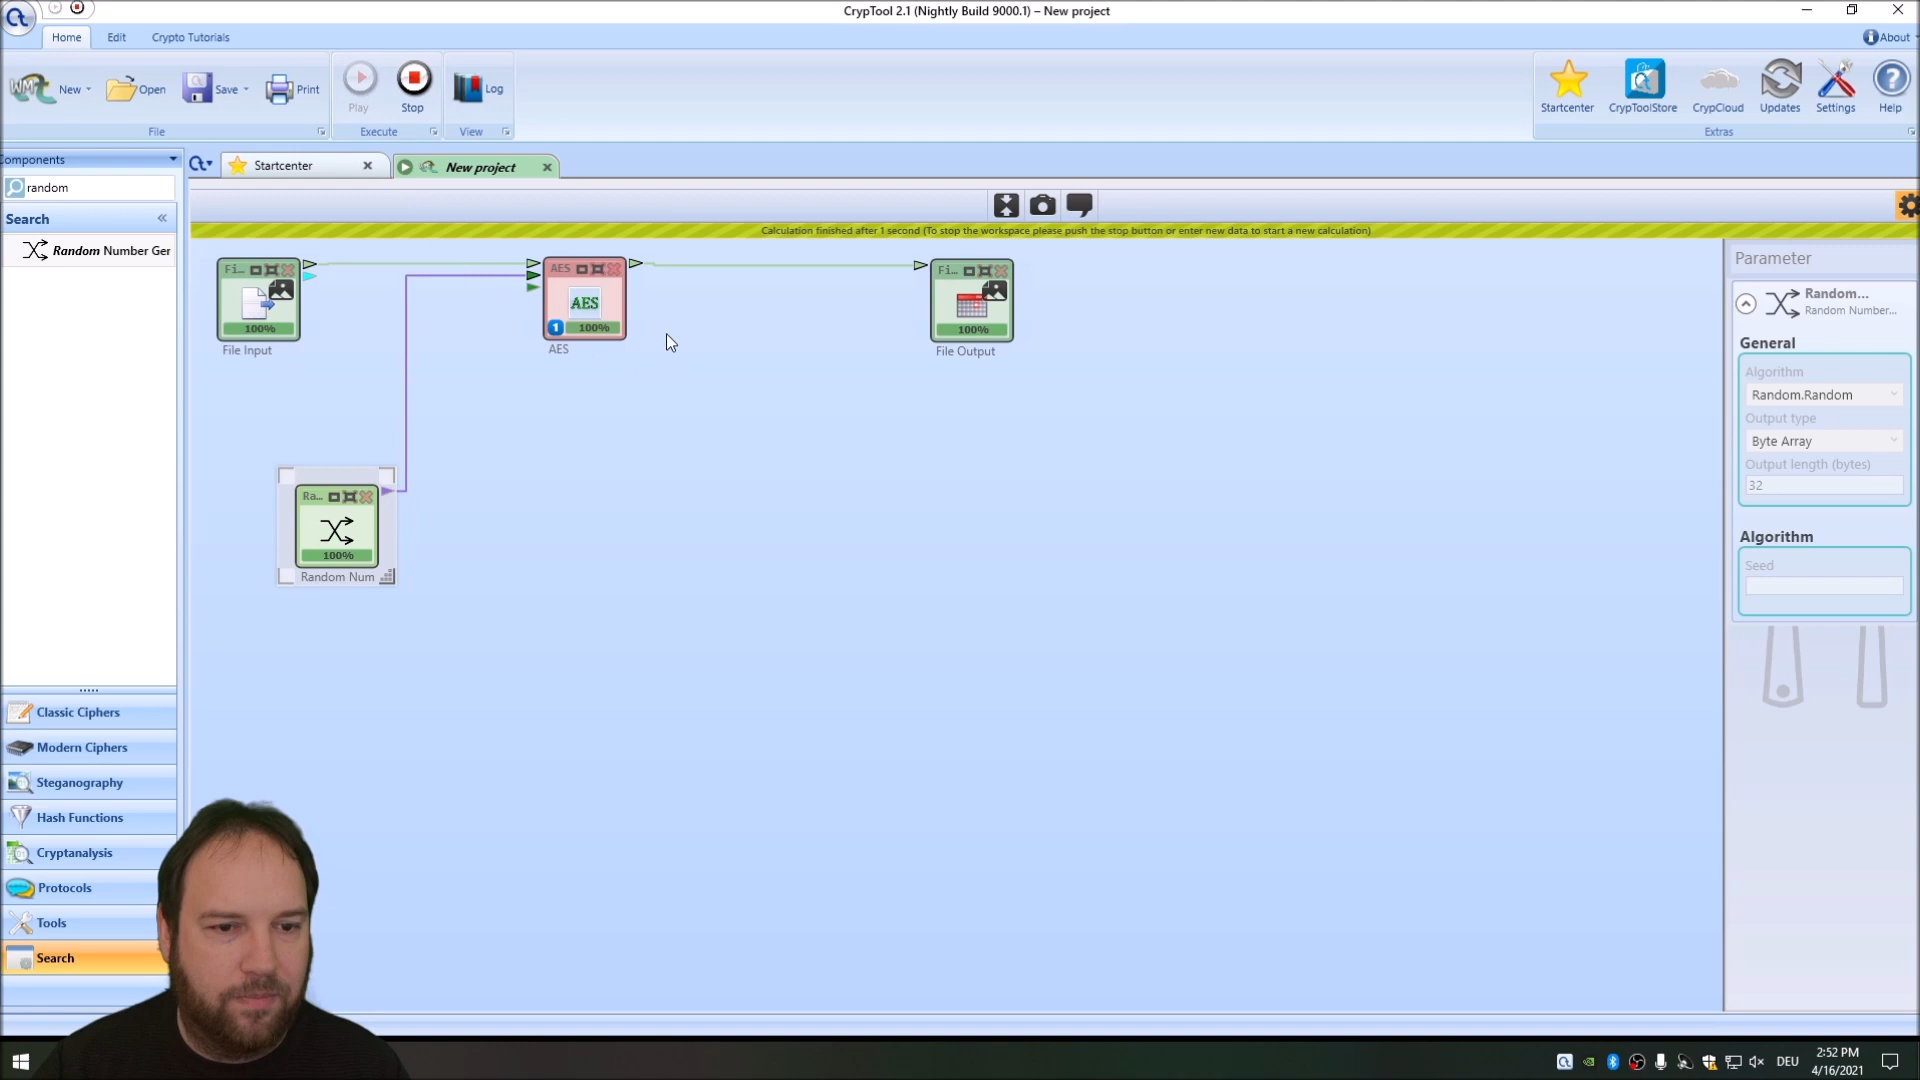 CrypTool 2.1 (Nightly Build 9000.1) – New project
Home Edit Crypto Tutorials About
New Open Save Print Play Stop Log
File Execute View
Startcenter CrypToolStore CrypCloud Updates Settings Help
Extras
Components
Startcenter New project
random
Search
Random Number Ger
Calculation finished after 1 second (To stop the workspace please push the stop button or enter new data to start a new calculation)
Fi...
100%
File Input
AES
AES
1 100%
AES
Fi...
100%
File Output
Ra...
100%
Random Num
Parameter
Random...
Random Number...
General
Algorithm
Random.Random
Output type
Byte Array
Output length (bytes)
32
Algorithm
Seed
Classic Ciphers
Modern Ciphers
Steganography
Hash Functions
Cryptanalysis
Protocols
Tools
Search
DEU
2:52 PM
4/16/2021